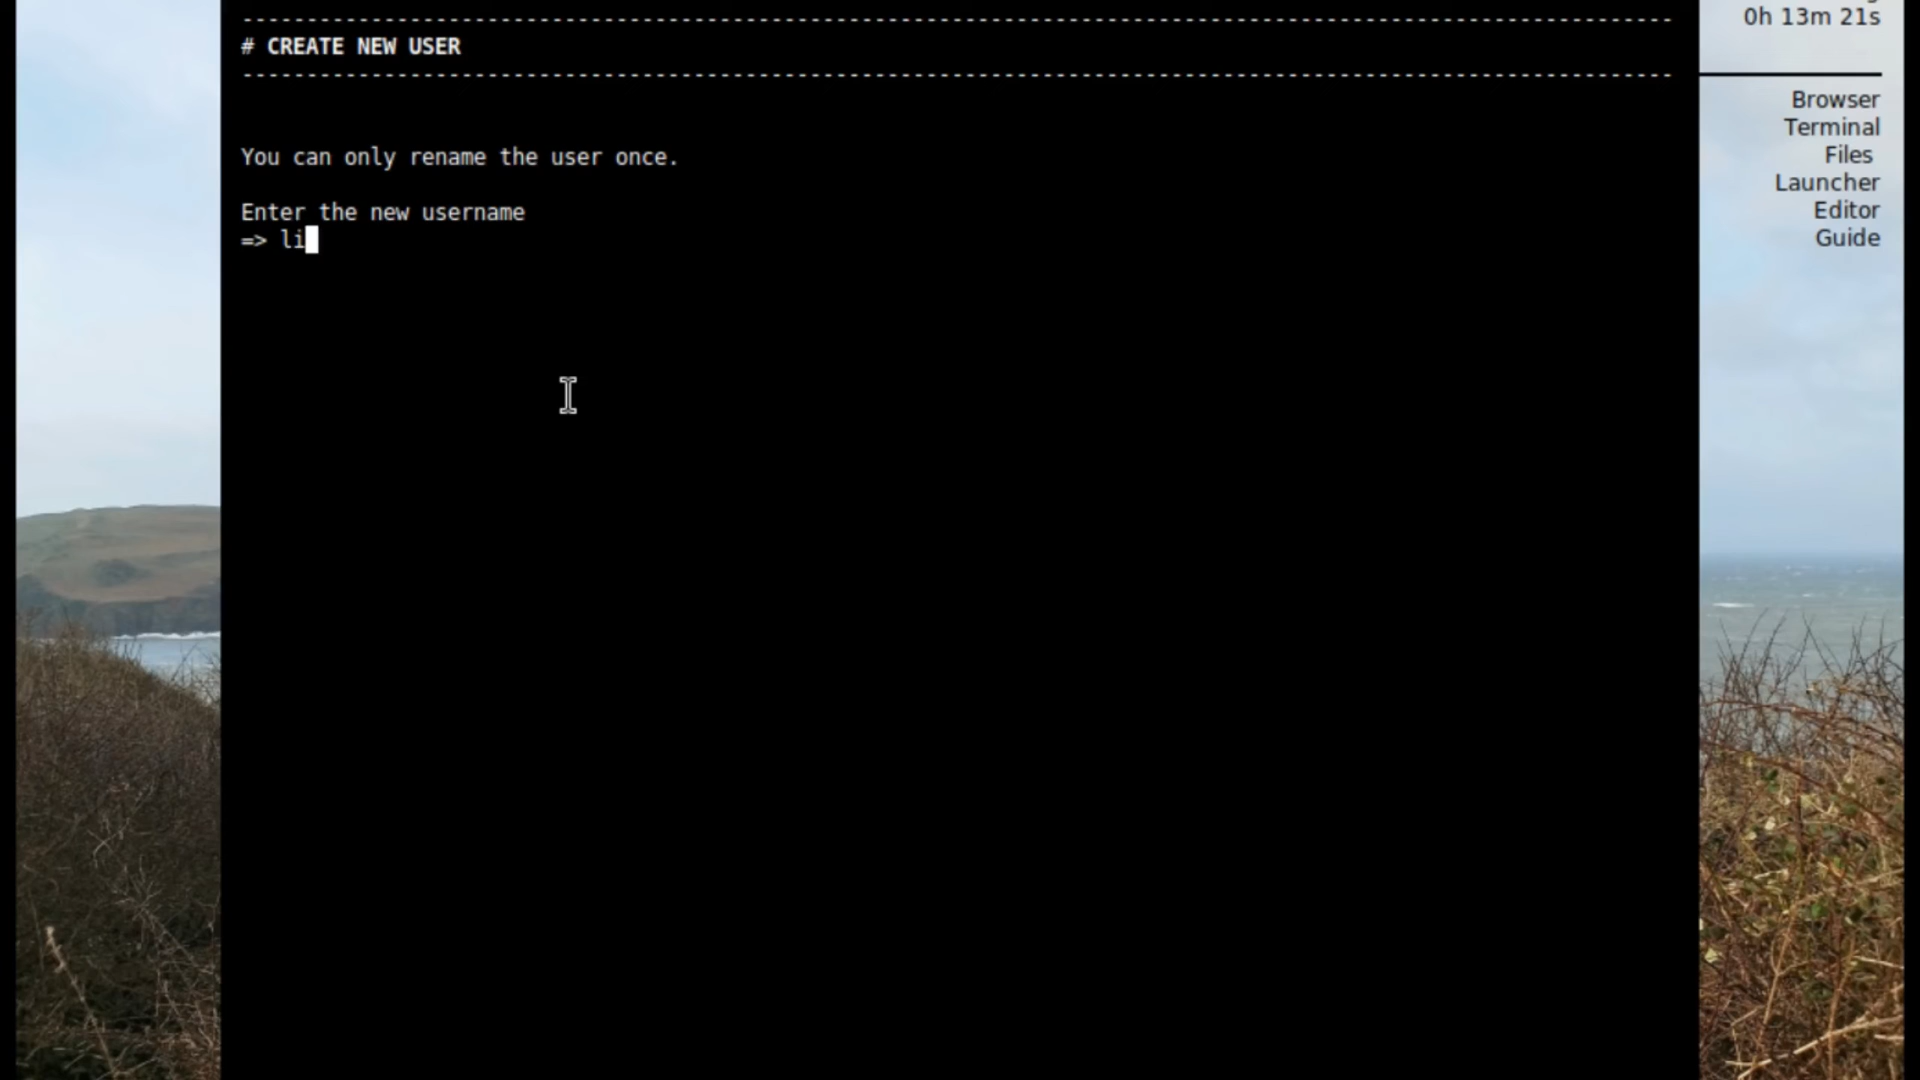 0h 13m 21s
--------------------------------------------------------------------------------------------------------------
# CREATE NEW USER
--------------------------------------------------------------------------------------------------------------
You can only rename the user once.
Enter the new username
=> li
Browser
Terminal
Files
Launcher
Editor
Guide